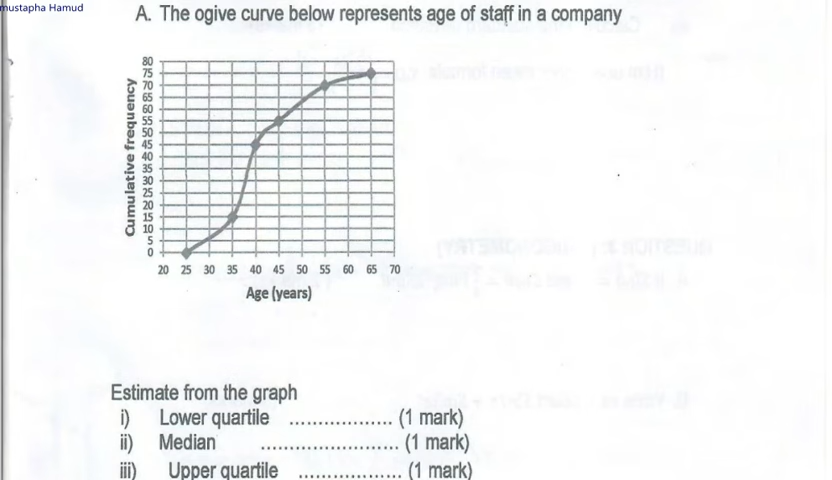 mustapha Hamud
A. The ogive curve below represents age of staff in a company
80
75
70
65
60
55
50
45
40
35
30
25
20
15
10
5
0
Cumulative frequency
20 25 30 35 40 45 50 55 60 65 70
Age (years)
Estimate from the graph
i) Lower quartile .................. (1 mark)
ii) Median ........................ (1 mark)
iii) Upper quartile .................. (1 mark)